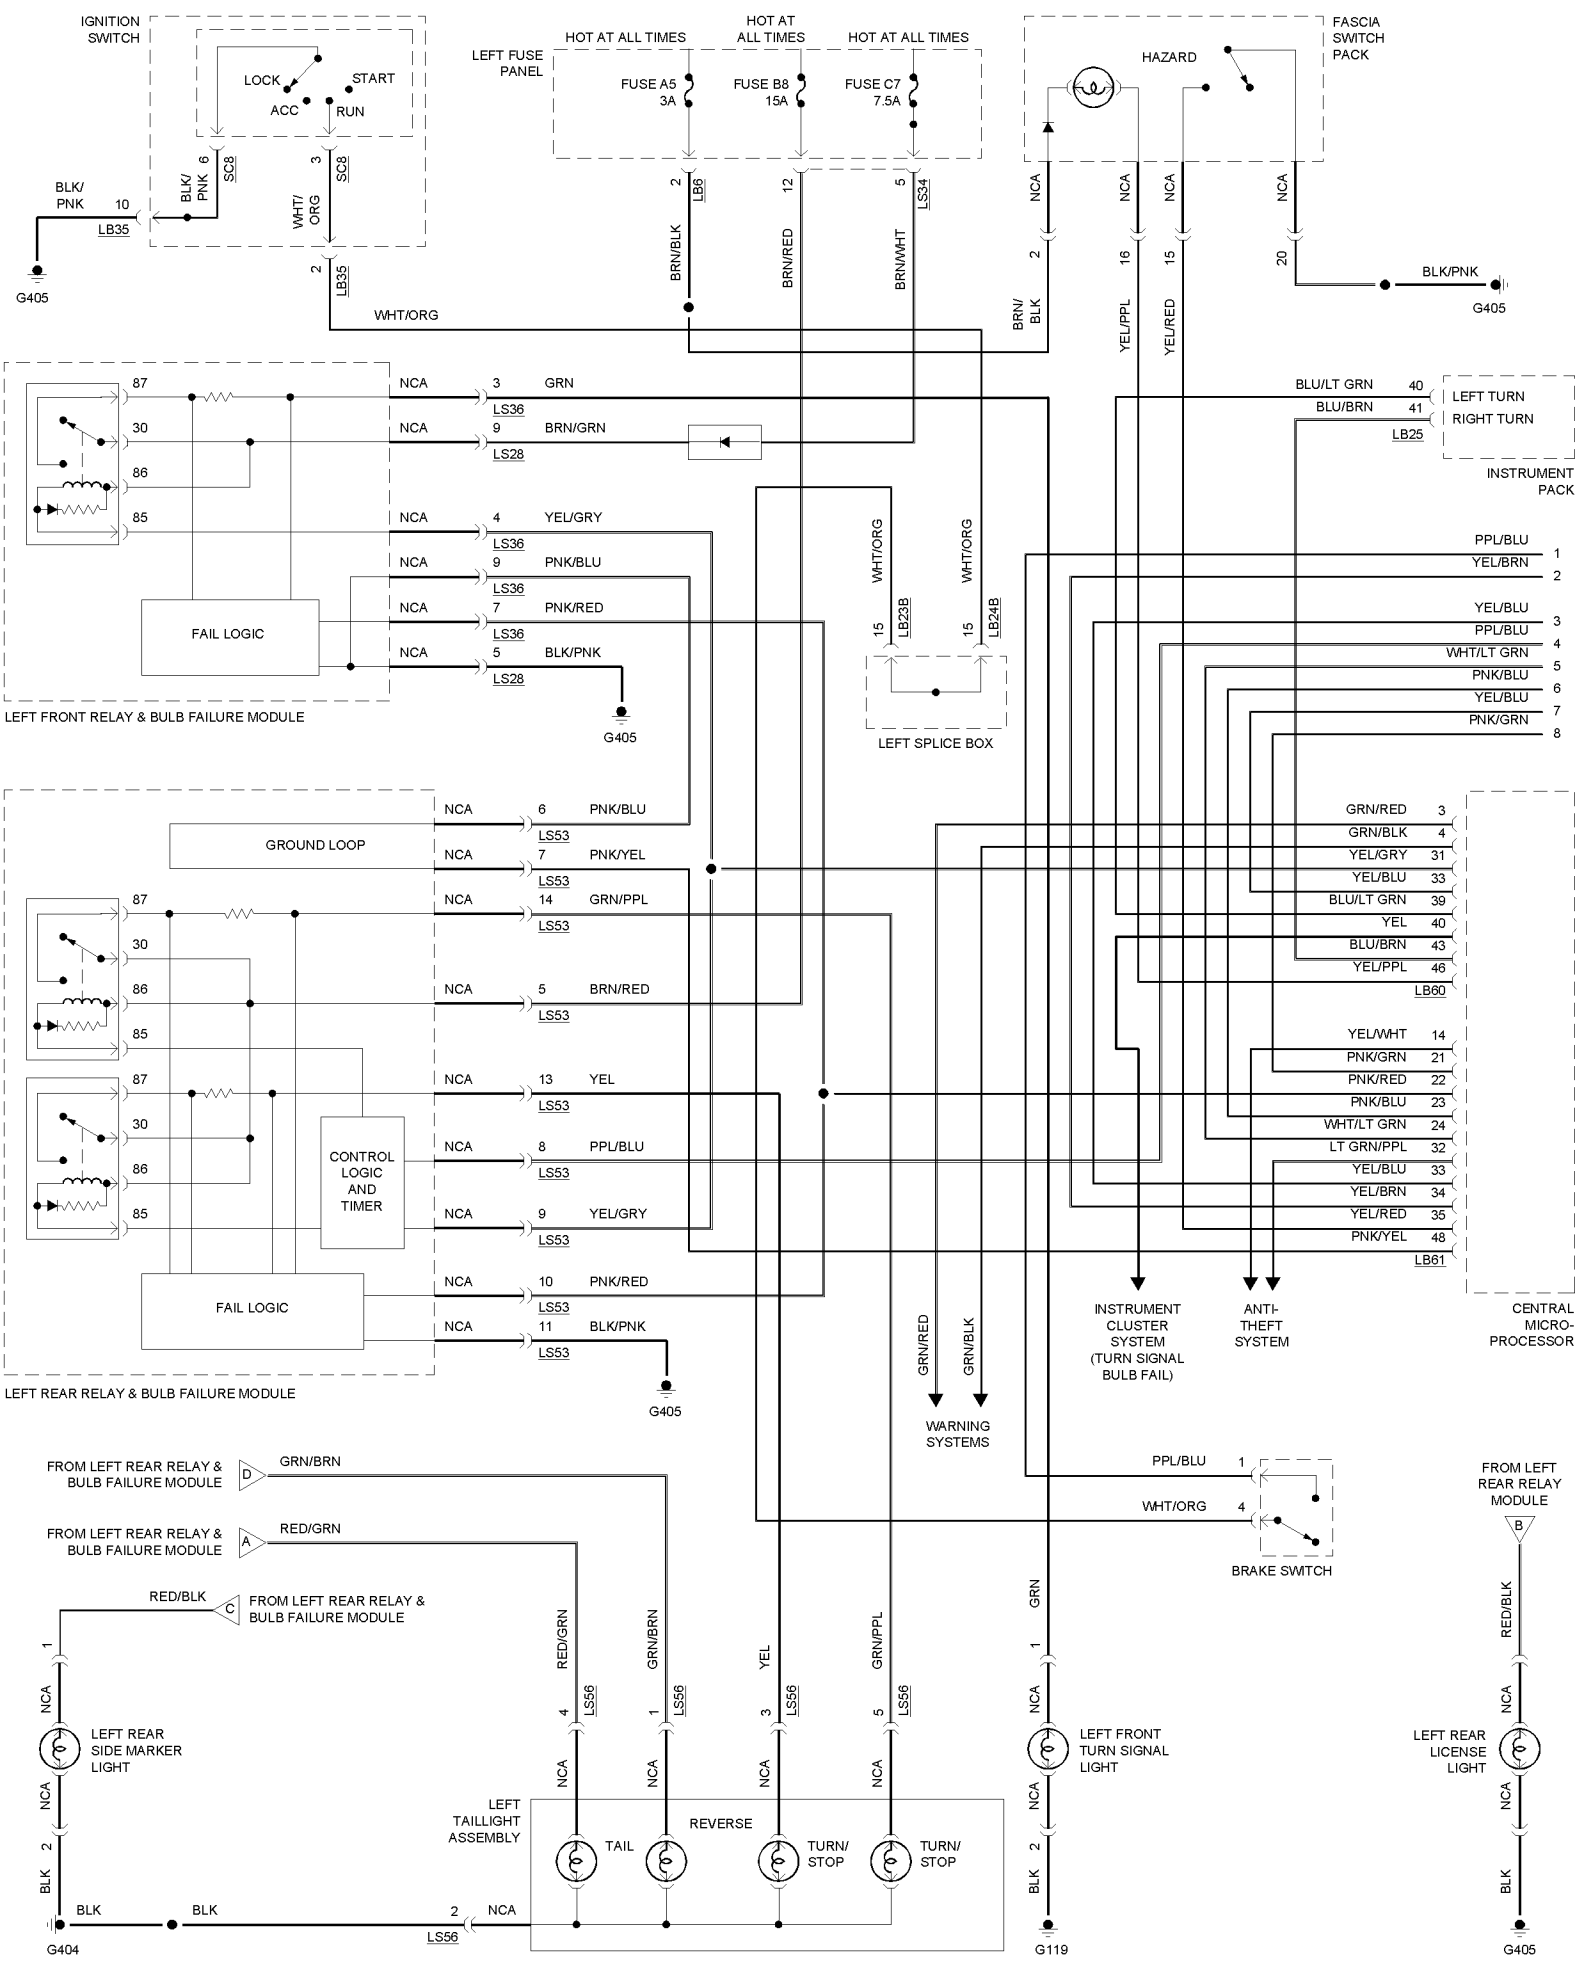 IGNITION
SWITCH
LOCK
START
ACC
RUN
6
SC8
3
SC8
BLK/
PNK
BLK/
PNK
10
LB35
WHT/
ORG
2
LB35
G405
WHT/ORG
HOT AT ALL TIMES
HOT AT
ALL TIMES
HOT AT ALL TIMES
LEFT FUSE
PANEL
FUSE A5
3A
FUSE B8
15A
FUSE C7
7.5A
2
LB6
12
5
LS34
BRN/BLK
BRN/RED
BRN/WHT
FASCIA
SWITCH
PACK
HAZARD
NCA
NCA
NCA
NCA
2
16
15
20
BRN/
BLK
YEL/PPL
YEL/RED
BLK/PNK
G405
87
30
86
85
FAIL LOGIC
LEFT FRONT RELAY & BULB FAILURE MODULE
NCA 3 GRN
LS36
NCA 9 BRN/GRN
LS28
NCA 4 YEL/GRY
LS36
NCA 9 PNK/BLU
LS36
NCA 7 PNK/RED
LS36
NCA 5 BLK/PNK
LS28
G405
WHT/ORG
WHT/ORG
15
LB23B
15
LB24B
LEFT SPLICE BOX
BLU/LT GRN 40 LEFT TURN
BLU/BRN 41 RIGHT TURN
LB25
INSTRUMENT
PACK
PPL/BLU 1
YEL/BRN 2
YEL/BLU 3
PPL/BLU 4
WHT/LT GRN 5
PNK/BLU 6
YEL/BLU 7
PNK/GRN 8
GROUND LOOP
87
30
86
85
87
30
86
85
CONTROL
LOGIC
AND
TIMER
FAIL LOGIC
LEFT REAR RELAY & BULB FAILURE MODULE
NCA 6 PNK/BLU
LS53
NCA 7 PNK/YEL
LS53
NCA 14 GRN/PPL
LS53
NCA 5 BRN/RED
LS53
NCA 13 YEL
LS53
NCA 8 PPL/BLU
LS53
NCA 9 YEL/GRY
LS53
NCA 10 PNK/RED
LS53
NCA 11 BLK/PNK
LS53
G405
GRN/RED 3
GRN/BLK 4
YEL/GRY 31
YEL/BLU 33
BLU/LT GRN 39
YEL 40
BLU/BRN 43
YEL/PPL 46
LB60
YEL/WHT 14
PNK/GRN 21
PNK/RED 22
PNK/BLU 23
WHT/LT GRN 24
LT GRN/PPL 32
YEL/BLU 33
YEL/BRN 34
YEL/RED 35
PNK/YEL 48
LB61
CENTRAL
MICRO-
PROCESSOR
GRN/RED
GRN/BLK
WARNING
SYSTEMS
INSTRUMENT
CLUSTER
SYSTEM
(TURN SIGNAL
BULB FAIL)
ANTI-
THEFT
SYSTEM
FROM LEFT REAR RELAY &
BULB FAILURE MODULE
D
GRN/BRN
FROM LEFT REAR RELAY &
BULB FAILURE MODULE
A
RED/GRN
RED/BLK
C
FROM LEFT REAR RELAY &
BULB FAILURE MODULE
1
NCA
LEFT REAR
SIDE MARKER
LIGHT
NCA
2
BLK
G404
BLK
BLK
2
LS56
NCA
RED/GRN
GRN/BRN
YEL
GRN/PPL
4
LS56
1
LS56
3
LS56
5
LS56
NCA
NCA
NCA
NCA
LEFT
TAILLIGHT
ASSEMBLY
TAIL
REVERSE
TURN/
STOP
TURN/
STOP
PPL/BLU 1
WHT/ORG 4
BRAKE SWITCH
GRN
1
NCA
LEFT FRONT
TURN SIGNAL
LIGHT
NCA
2
BLK
G119
FROM LEFT
REAR RELAY
MODULE
B
RED/BLK
NCA
LEFT REAR
LICENSE
LIGHT
NCA
BLK
G405